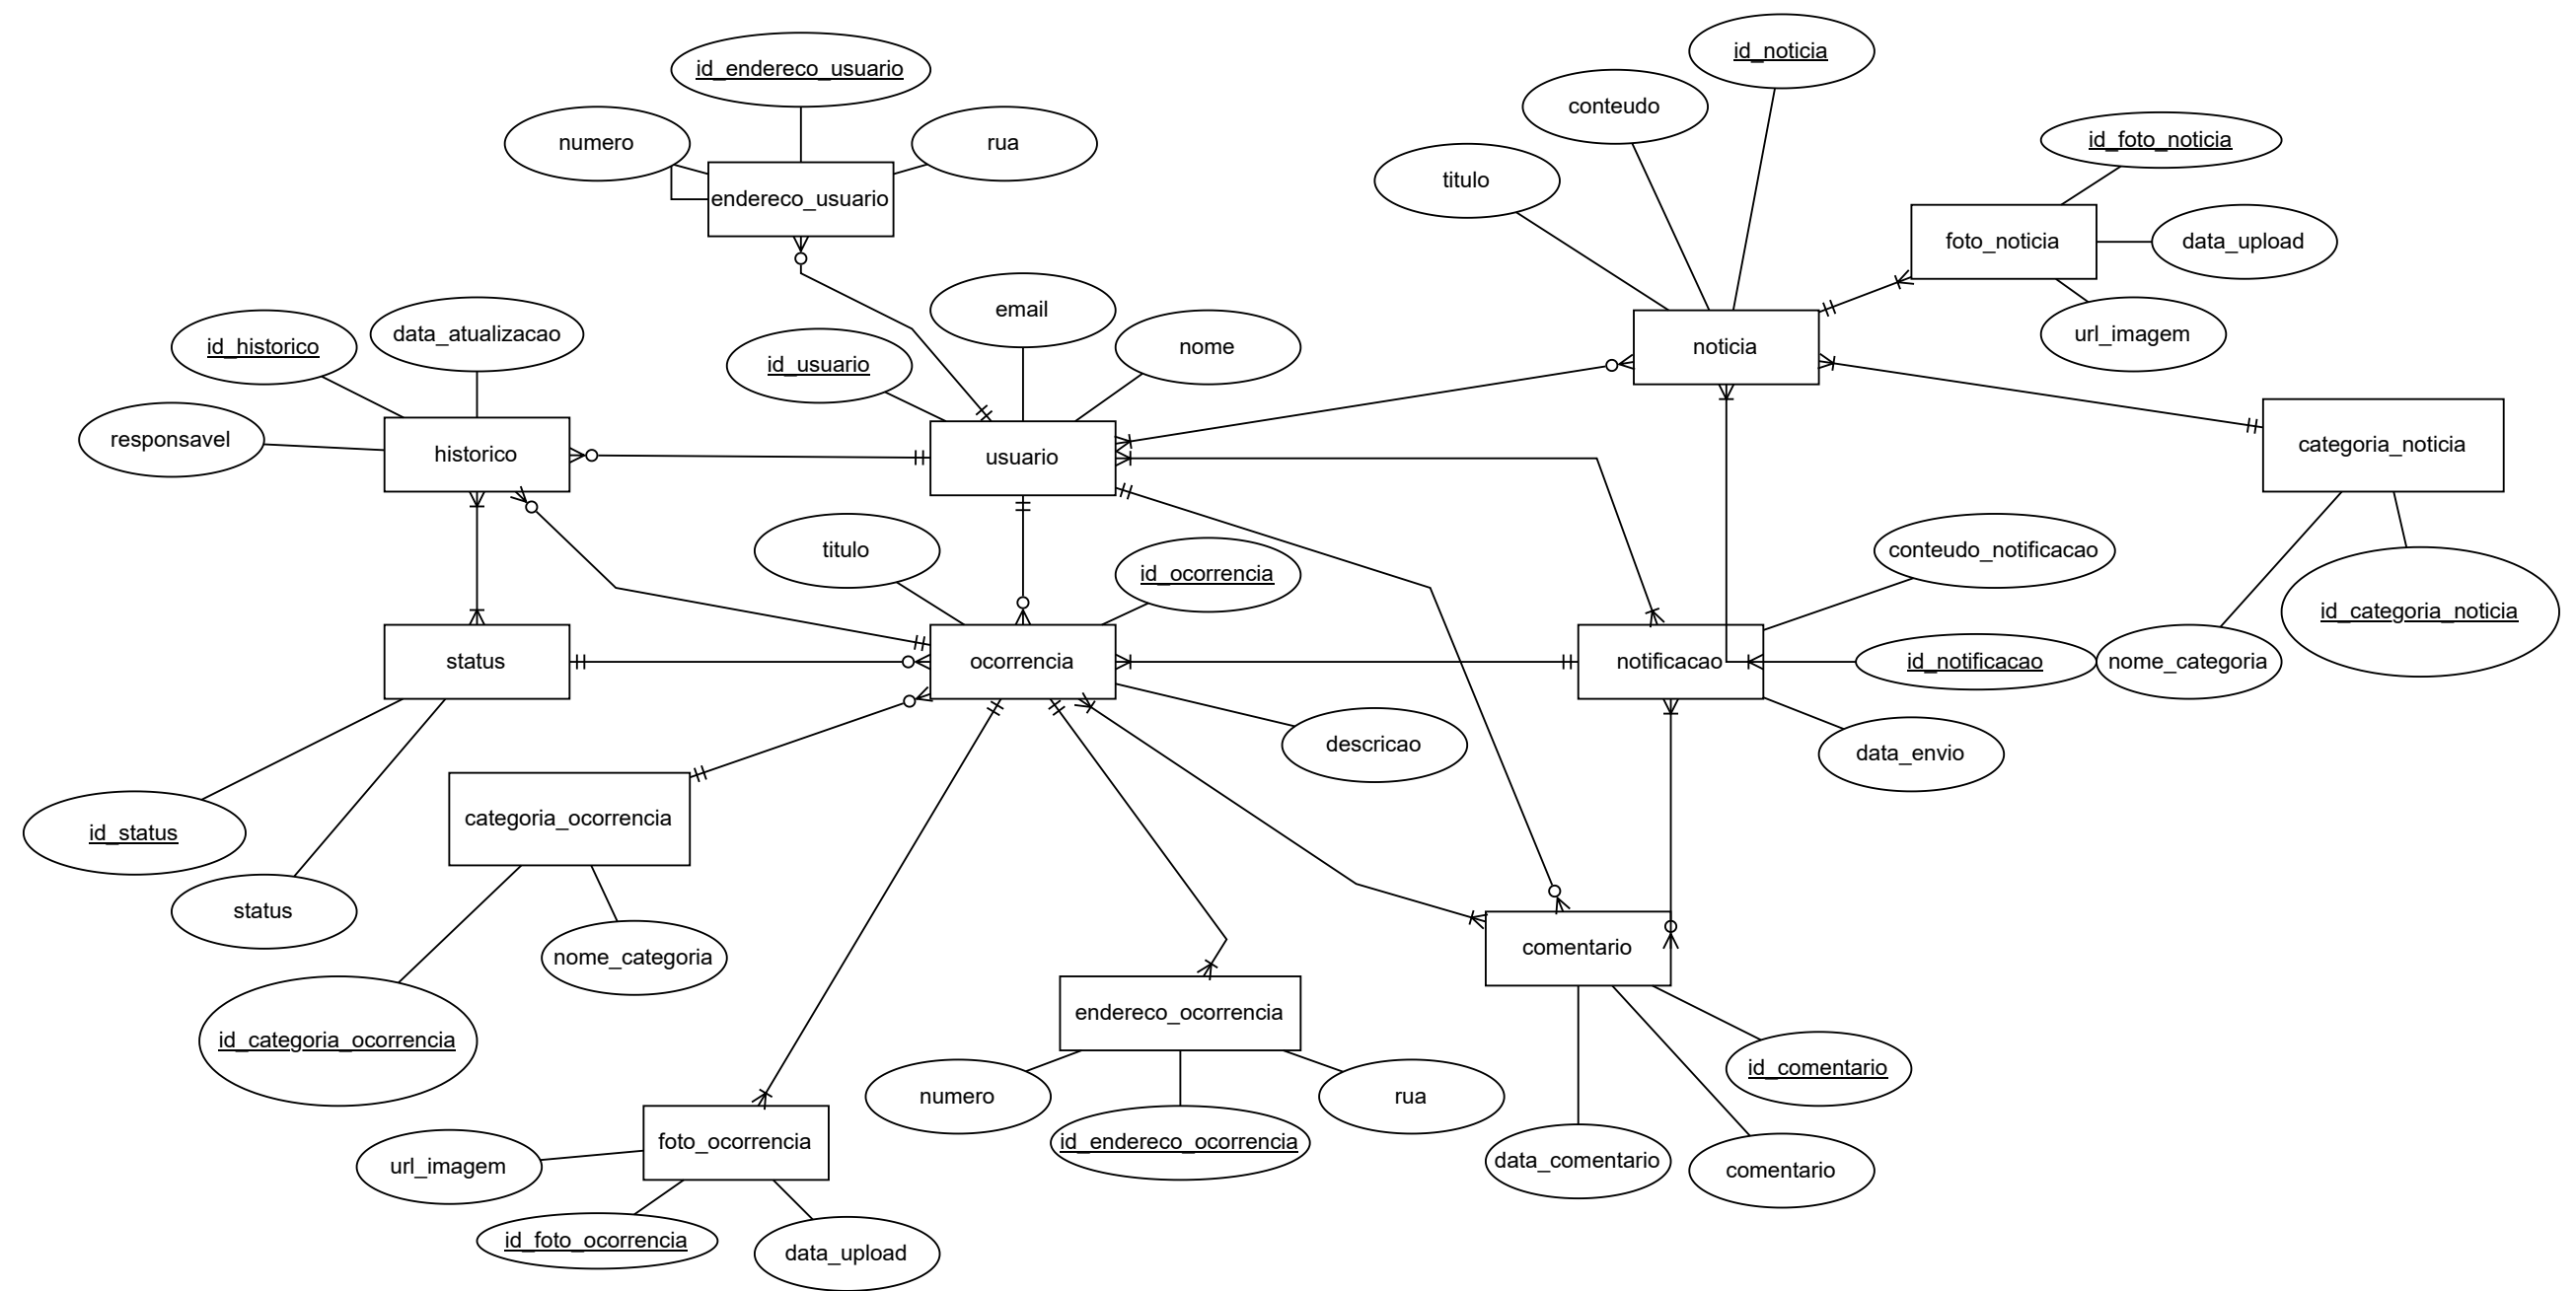 id_noticia
id_endereco_usuario
conteudo
numero
rua
id_foto_noticia
titulo
endereco_usuario
foto_noticia
data_upload
email
id_historico
data_atualizacao
nome
noticia
url_imagem
id_usuario
responsavel
historico
usuario
categoria_noticia
titulo
conteudo_notificacao
id_ocorrencia
id_categoria_noticia
status
ocorrencia
notificacao
id_notificacao
nome_categoria
descricao
data_envio
categoria_ocorrencia
id_status
status
comentario
nome_categoria
endereco_ocorrencia
id_categoria_ocorrencia
id_comentario
numero
rua
foto_ocorrencia
id_endereco_ocorrencia
data_comentario
url_imagem
comentario
id_foto_ocorrencia
data_upload